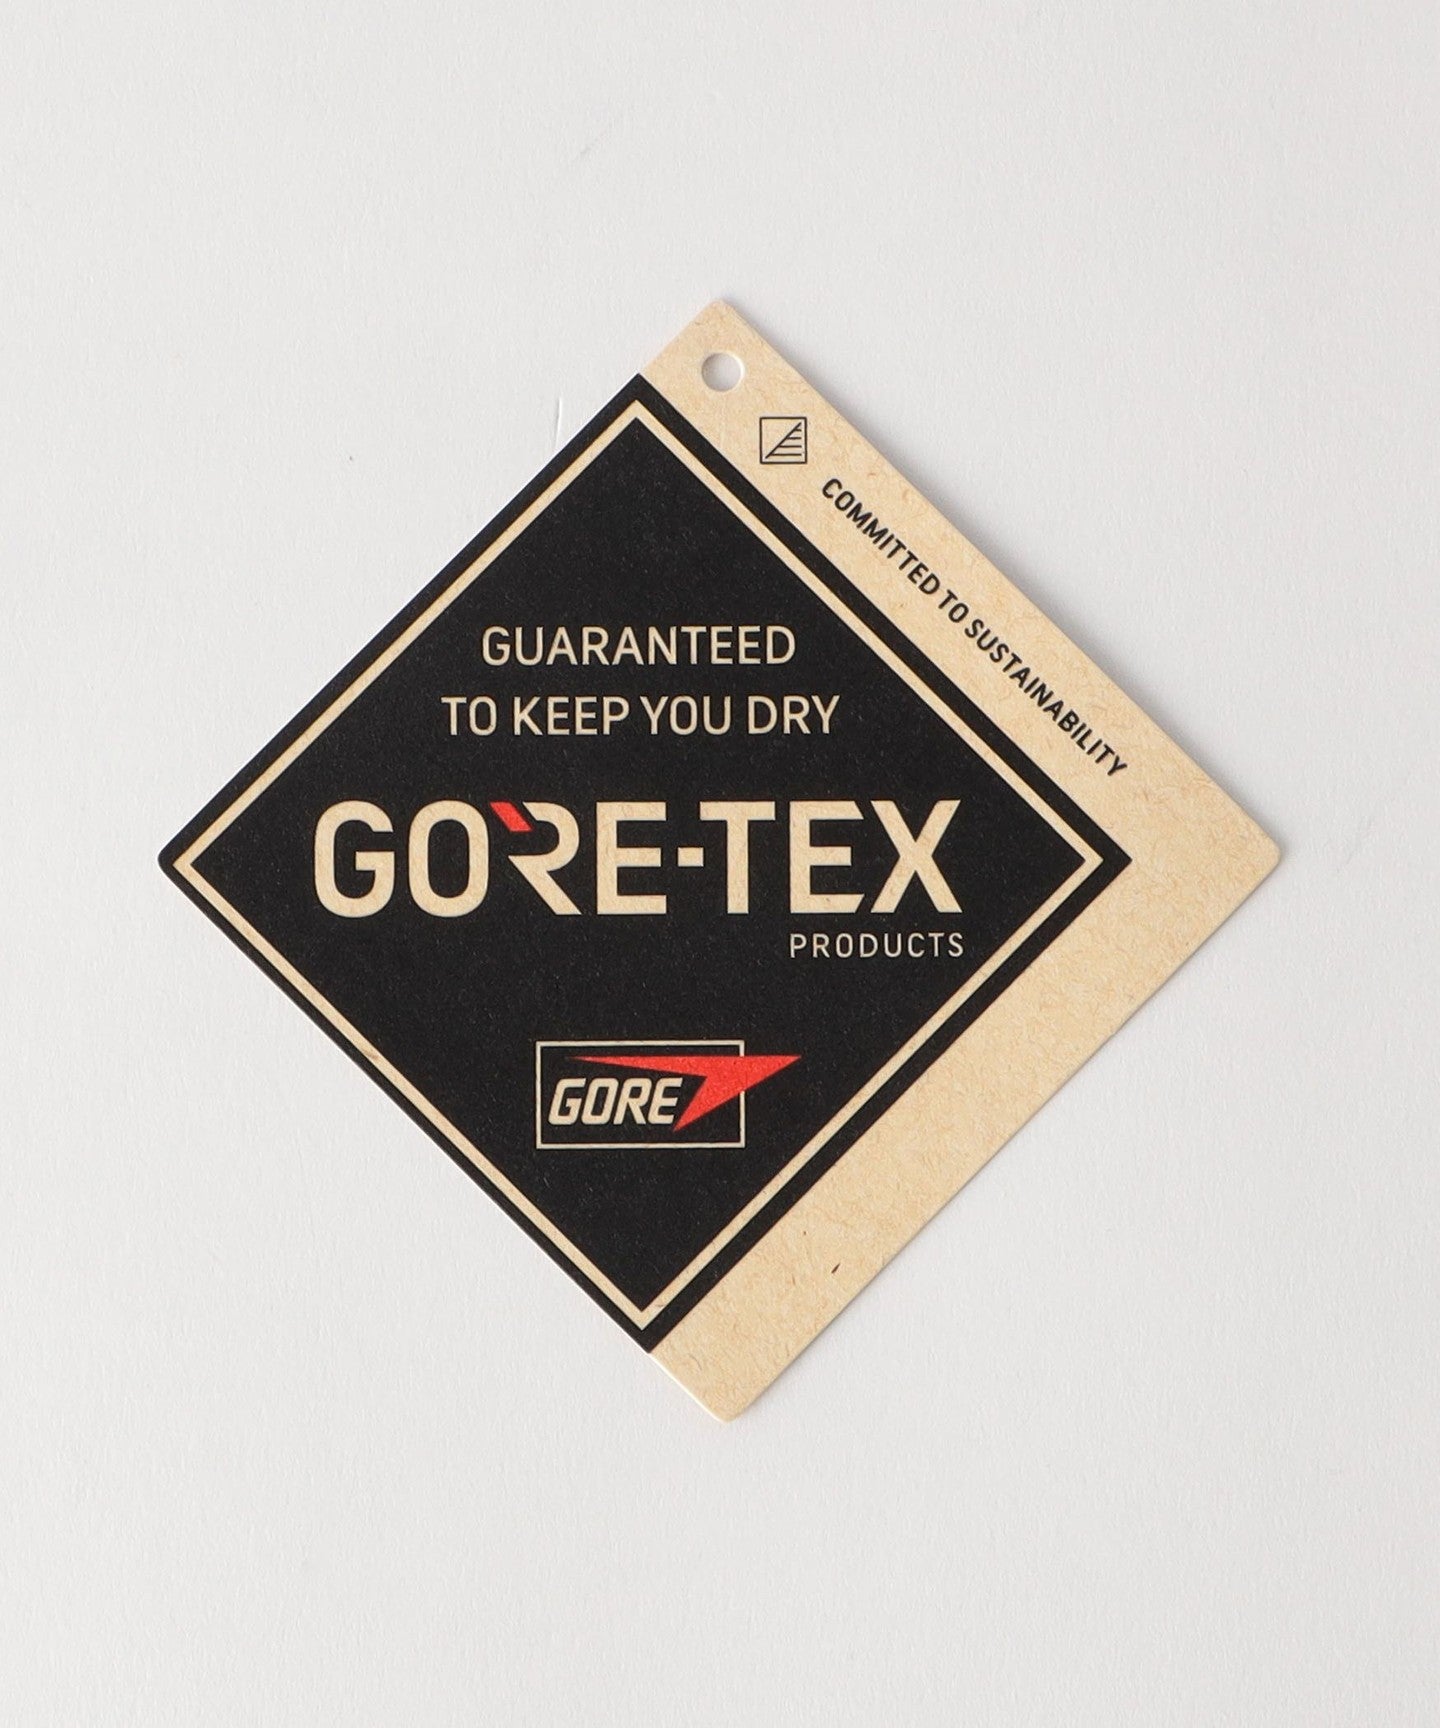 COMMITTED TO SUSTAINABILITY
GUARANTEED
TO KEEP YOU DRY
GORE-TEX
PRODUCTS
GORE